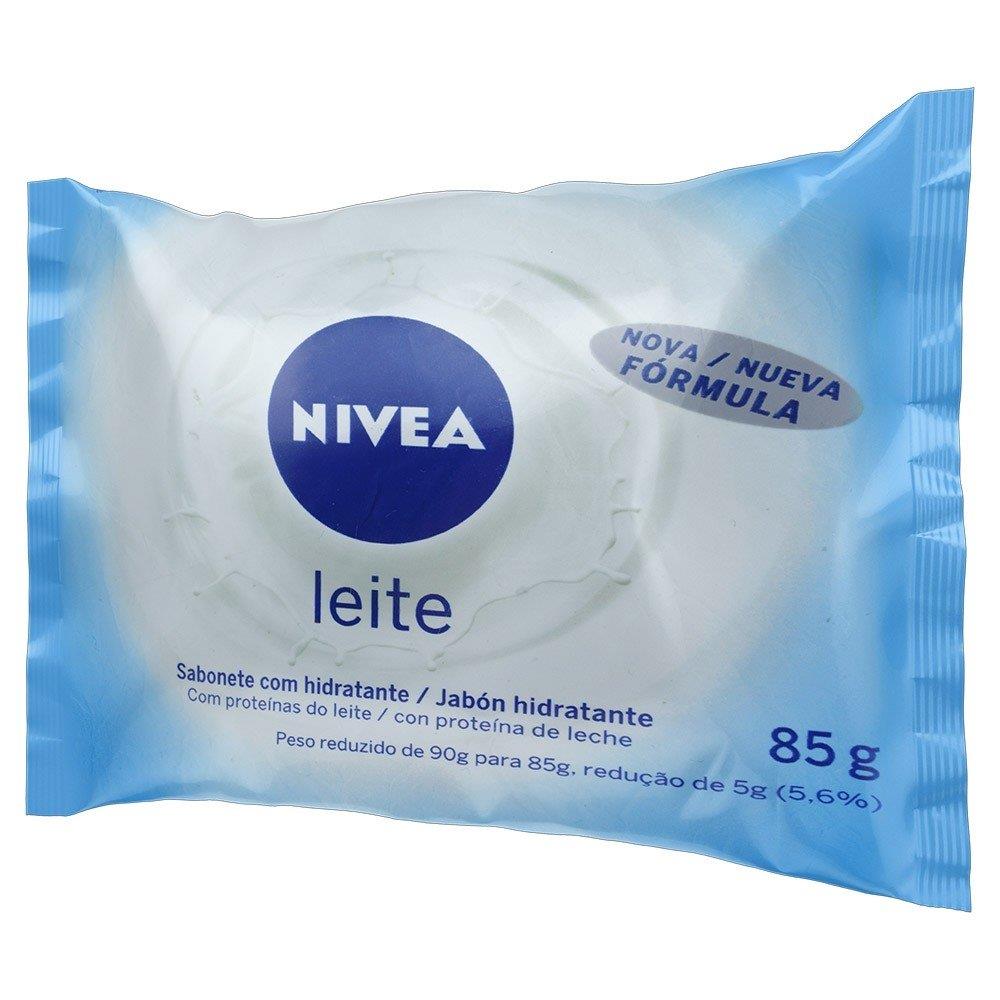 NIVEA
NOVA / NUEVA
FÓRMULA
leite
Sabonete com hidratante / Jabón hidratante
Com proteínas do leite / con proteína de leche
85 g
Peso reduzido de 90g para 85g, redução de 5g (5,6%)